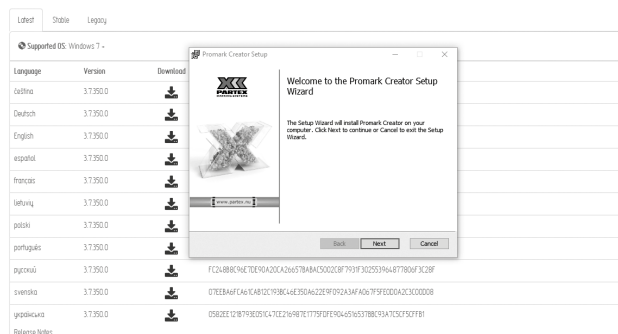 Latest Stable Legacy
Supported OS: Windows 7 -
Language Version Download
Promark Creator Setup
PARTEX
Welcome to the Promark Creator Setup
Wizard
The Setup Wizard will install Promark Creator on your
computer. Click Next to continue or Cancel to exit the Setup
Wizard.
www.partex.nu
Back Next Cancel
čeština 3.7.350.0
Deutsch 3.7.350.0
English 3.7.350.0
español 3.7.350.0
français 3.7.350.0
lietuvių 3.7.350.0
polski 3.7.350.0
português 3.7.350.0
русский 3.7.350.0
svenska 3.7.350.0
українська 3.7.350.0
Release Notes